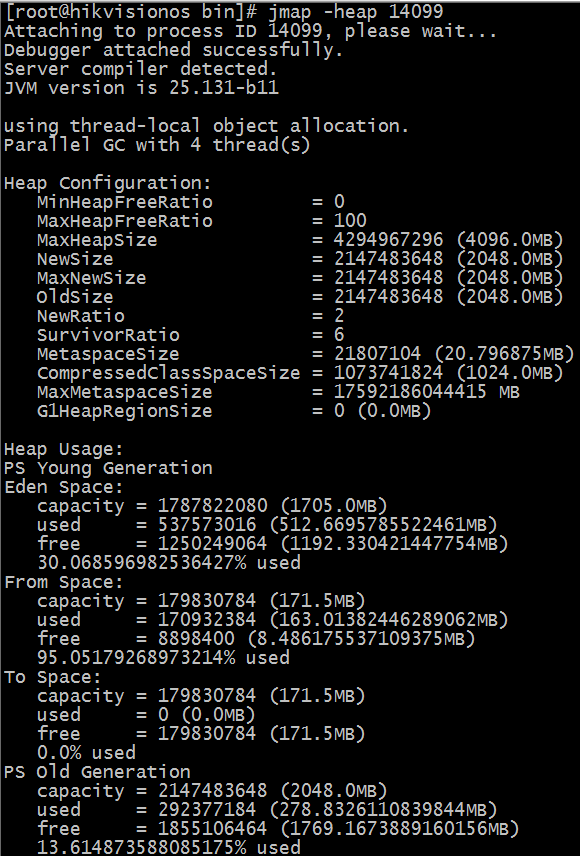 [root@hikvisionos bin]# jmap -heap 14099
Attaching to process ID 14099, please wait...
Debugger attached successfully.
Server compiler detected.
JVM version is 25.131-b11

using thread-local object allocation.
Parallel GC with 4 thread(s)

Heap Configuration:
   MinHeapFreeRatio         = 0
   MaxHeapFreeRatio         = 100
   MaxHeapSize              = 4294967296 (4096.0MB)
   NewSize                  = 2147483648 (2048.0MB)
   MaxNewSize               = 2147483648 (2048.0MB)
   OldSize                  = 2147483648 (2048.0MB)
   NewRatio                 = 2
   SurvivorRatio            = 6
   MetaspaceSize            = 21807104 (20.796875MB)
   CompressedClassSpaceSize = 1073741824 (1024.0MB)
   MaxMetaspaceSize         = 17592186044415 MB
   G1HeapRegionSize         = 0 (0.0MB)

Heap Usage:
PS Young Generation
Eden Space:
   capacity = 1787822080 (1705.0MB)
   used     = 537573016 (512.6695785522461MB)
   free     = 1250249064 (1192.330421447754MB)
   30.068596982536427% used
From Space:
   capacity = 179830784 (171.5MB)
   used     = 170932384 (163.01382446289062MB)
   free     = 8898400 (8.486175537109375MB)
   95.05179268973214% used
To Space:
   capacity = 179830784 (171.5MB)
   used     = 0 (0.0MB)
   free     = 179830784 (171.5MB)
   0.0% used
PS Old Generation
   capacity = 2147483648 (2048.0MB)
   used     = 292377184 (278.8326110839844MB)
   free     = 1855106464 (1769.1673889160156MB)
   13.614873588085175% used